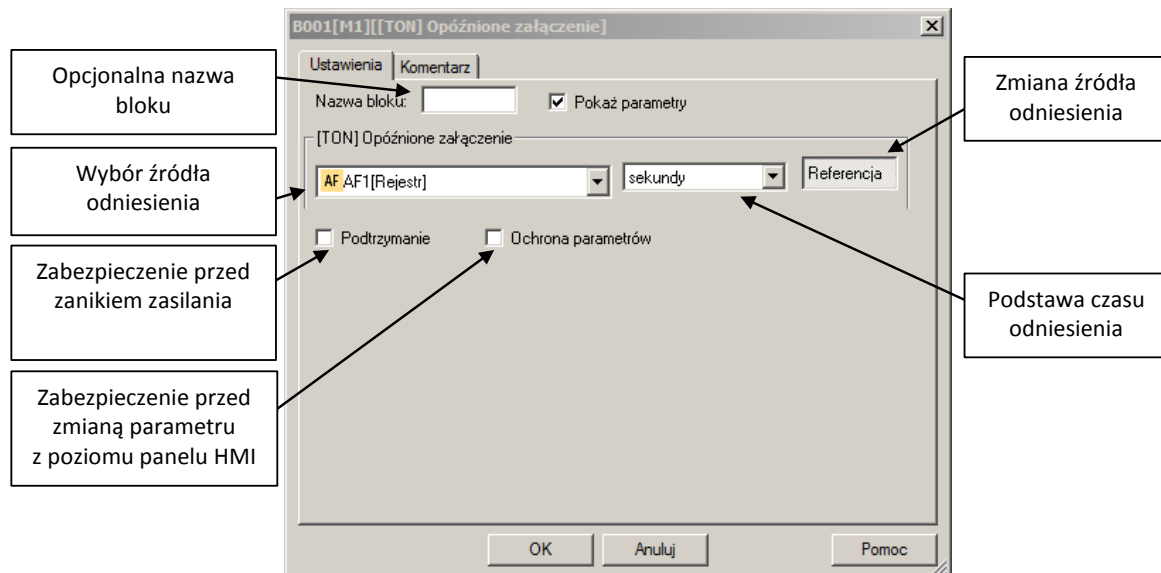 B001[M1][[TON] Opóźnione załączenie]
Ustawienia
Komentarz
Nazwa bloku:
Pokaż parametry
[TON] Opóźnione załączenie
AF AF1[Rejestr]
sekundy
Referencja
Podtrzymanie
Ochrona parametrów
OK
Anuluj
Pomoc
Opcjonalna nazwa
bloku
Wybór źródła
odniesienia
Zabezpieczenie przed
zanikiem zasilania
Zabezpieczenie przed
zmianą parametru
z poziomu panelu HMI
Zmiana źródła
odniesienia
Podstawa czasu
odniesienia